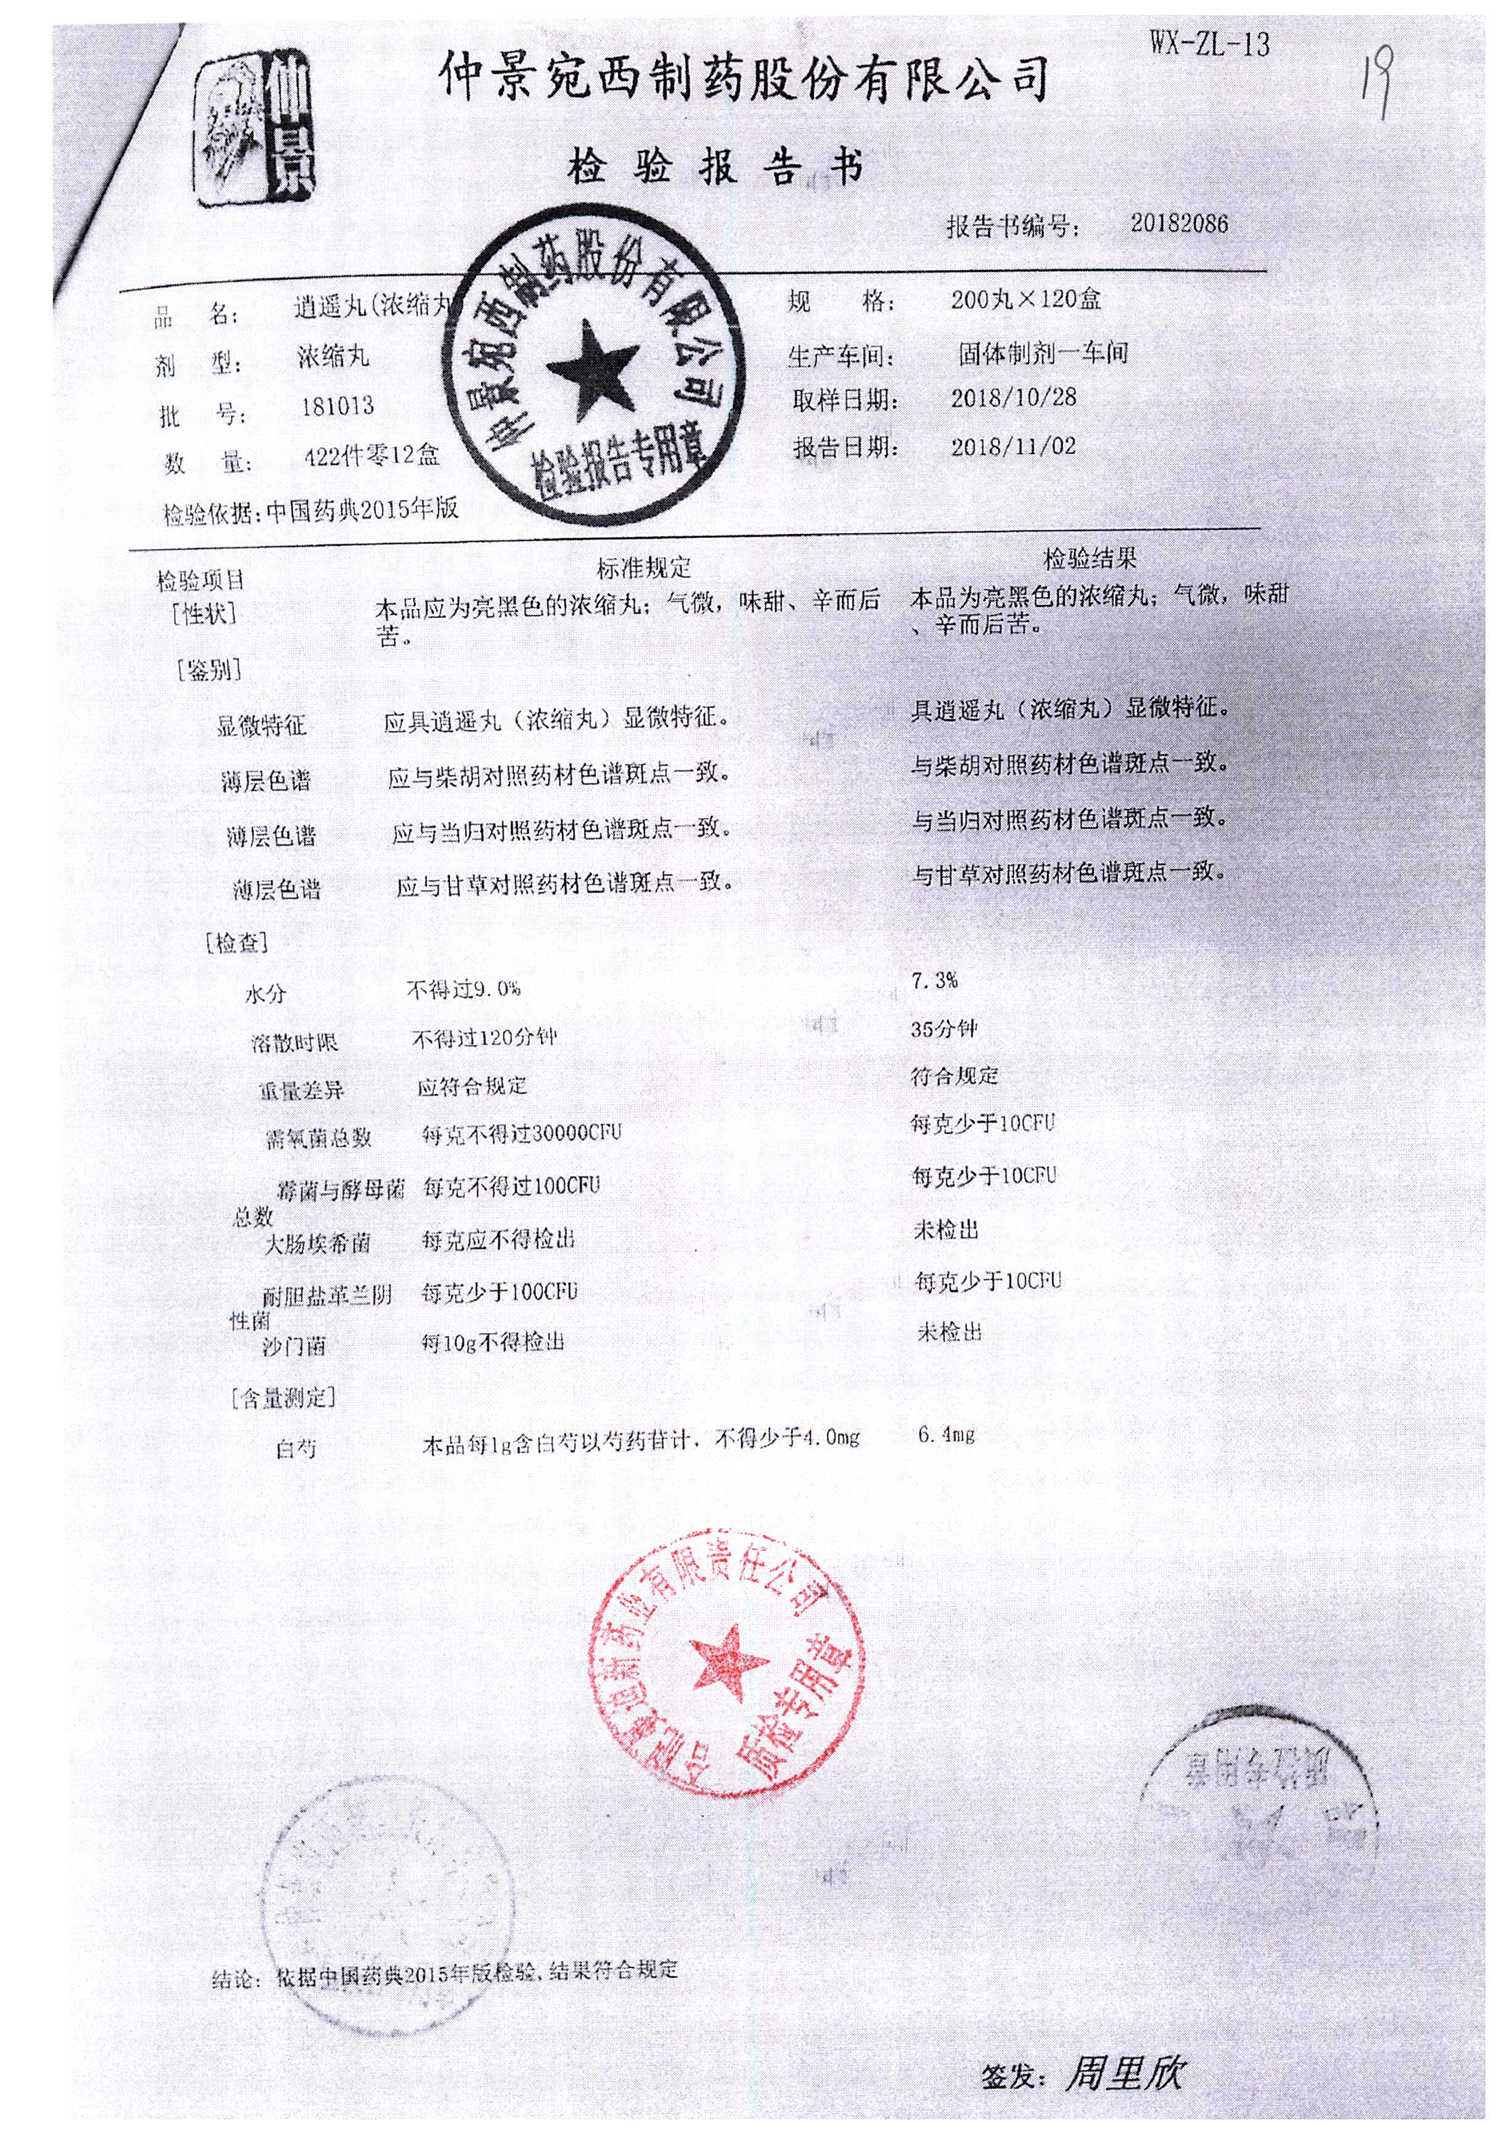 WX-ZL-13
19
仲景
仲景宛西制药股份有限公司
检验报告书
报告书编号： 20182086
品 名： 逍遥丸(浓缩丸 规 格： 200丸×120盒
剂 型： 浓缩丸 生产车间： 固体制剂一车间
批 号： 181013 取样日期： 2018/10/28
数 量： 422件零12盒 报告日期： 2018/11/02
检验依据:中国药典2015年版
仲景宛西制药股份有限公司
检验报告专用章
检验项目 标准规定 检验结果
[性状] 本品应为亮黑色的浓缩丸；气微，味甜、辛而后 本品为亮黑色的浓缩丸；气微，味甜
苦。 、辛而后苦。
[鉴别]
显微特征 应具逍遥丸（浓缩丸）显微特征。 具逍遥丸（浓缩丸）显微特征。
薄层色谱 应与柴胡对照药材色谱斑点一致。 与柴胡对照药材色谱斑点一致。
薄层色谱 应与当归对照药材色谱斑点一致。 与当归对照药材色谱斑点一致。
薄层色谱 应与甘草对照药材色谱斑点一致。 与甘草对照药材色谱斑点一致。
[检查]
水分 不得过9.0% 7.3%
溶散时限 不得过120分钟 35分钟
重量差异 应符合规定 符合规定
需氧菌总数 每克不得过30000CFU 每克少于10CFU
霉菌与酵母菌 每克不得过100CFU 每克少于10CFU
总数
大肠埃希菌 每克应不得检出 未检出
耐胆盐革兰阴 每克少于100CFU 每克少于10CFU
性菌
沙门菌 每10g不得检出 未检出
[含量测定]
白芍 本品每1g含白芍以芍药苷计，不得少于4.0mg 6.4mg
药业有限责任公司
质检专用章
质检专用章
结论：依据中国药典2015年版检验,结果符合规定
签发：周里欣